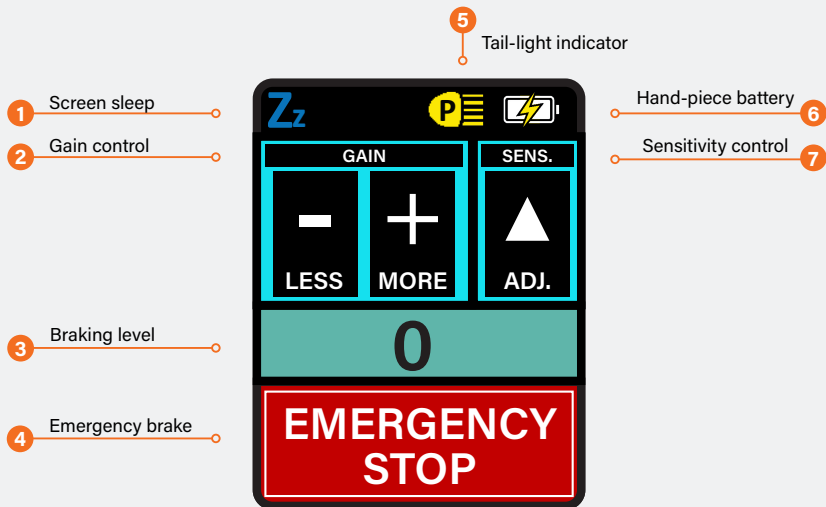 5
Tail-light indicator
1 Screen sleep
Zz
P
Hand-piece battery 6
2 Gain control
GAIN
SENS.
Sensitivity control 7
- +
LESS MORE ADJ.
3 Braking level
0
4 Emergency brake
EMERGENCY
STOP